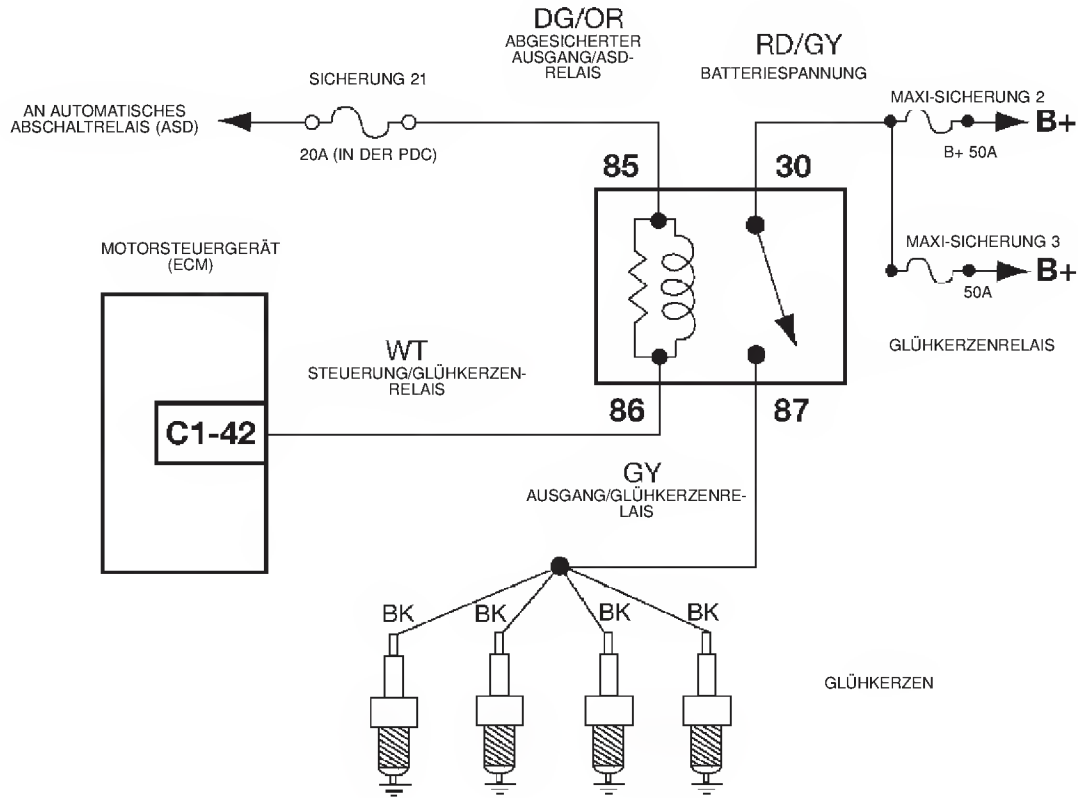 DG/OR
ABGESICHERTER
AUSGANG/ASD-
RELAIS
RD/GY
BATTERIESPANNUNG
SICHERUNG 21
AN AUTOMATISCHES
ABSCHALTRELAIS (ASD)
20A (IN DER PDC)
MAXI-SICHERUNG 2
B+
B+ 50A
85
30
MAXI-SICHERUNG 3
B+
50A
MOTORSTEUERGERÄT
(ECM)
GLÜHKERZENRELAIS
WT
STEUERUNG/GLÜHKERZEN-
RELAIS
C1-42
86
87
GY
AUSGANG/GLÜHKERZENRE-
LAIS
BK
BK
BK
BK
GLÜHKERZEN